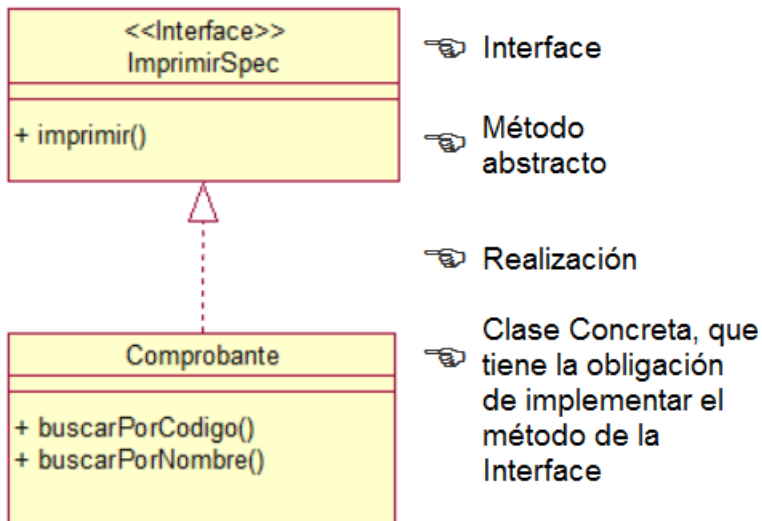 <<Interface>>
ImprimirSpec
+ imprimir()
Interface
Método
abstracto
Realización
Comprobante
+ buscarPorCodigo()
+ buscarPorNombre()
Clase Concreta, que
tiene la obligación
de implementar el
método de la
Interface